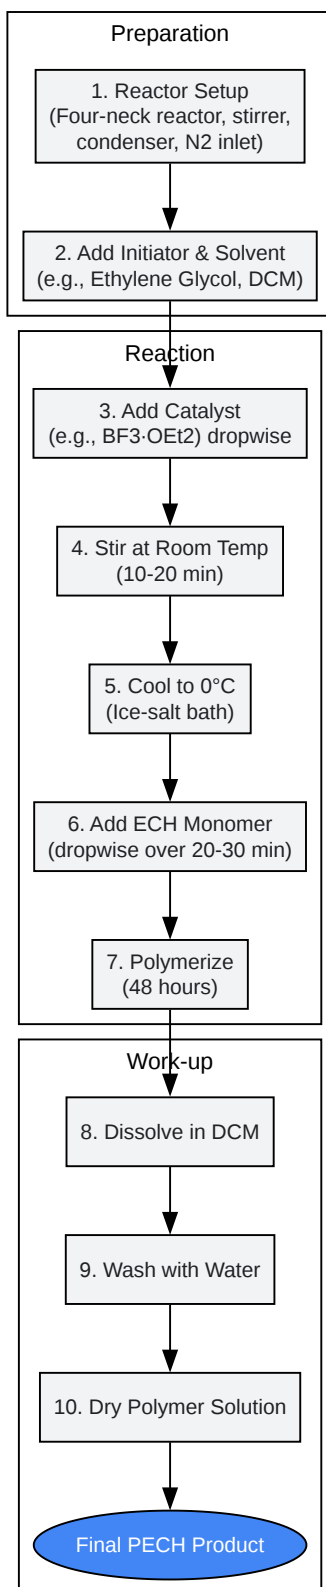 Preparation
1. Reactor Setup
(Four-neck reactor, stirrer,
condenser, N2 inlet)
2. Add Initiator & Solvent
(e.g., Ethylene Glycol, DCM)
Reaction
3. Add Catalyst
(e.g., BF3·OEt2) dropwise
4. Stir at Room Temp
(10-20 min)
5. Cool to 0°C
(Ice-salt bath)
6. Add ECH Monomer
(dropwise over 20-30 min)
7. Polymerize
(48 hours)
Work-up
8. Dissolve in DCM
9. Wash with Water
10. Dry Polymer Solution
Final PECH Product